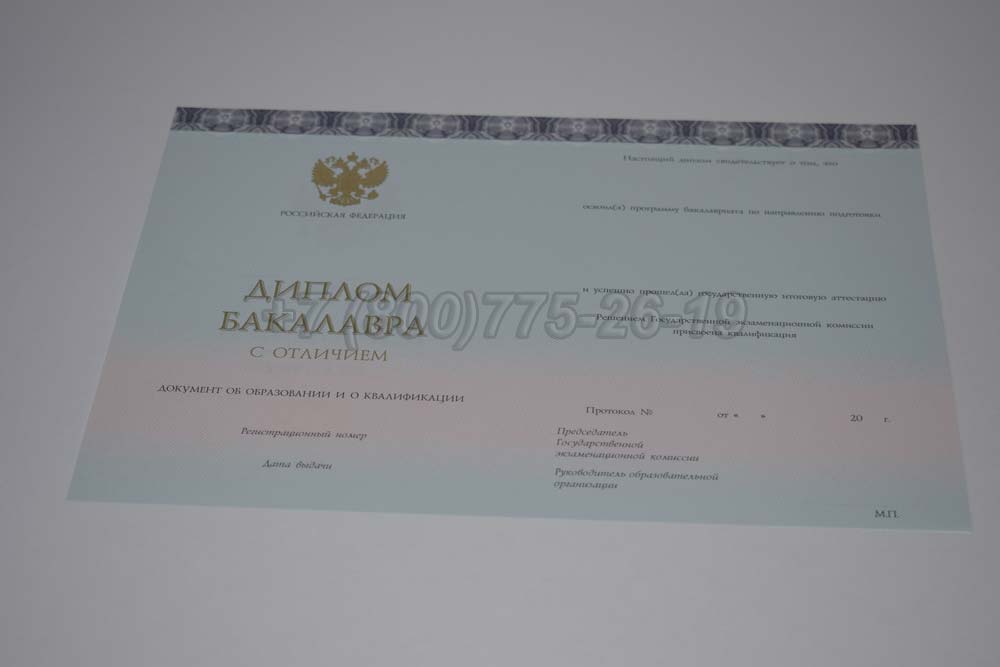 РОССИЙСКАЯ ФЕДЕРАЦИЯ
ДИПЛОМ
БАКАЛАВРА
С ОТЛИЧИЕМ
ДОКУМЕНТ ОБ ОБРАЗОВАНИИ И О КВАЛИФИКАЦИИ
Регистрационный номер
Дата выдачи
Настоящий диплом свидетельствует о том, что
освоил(а) программу бакалавриата по направлению подготовки
и успешно прошел(ла) государственную итоговую аттестацию
Решением Государственной экзаменационной комиссии
присвоена квалификация
Протокол № от « » 20 г.
Председатель
Государственной
экзаменационной комиссии
Руководитель образовательной
организации
М.П.
+7(800)775-26-19